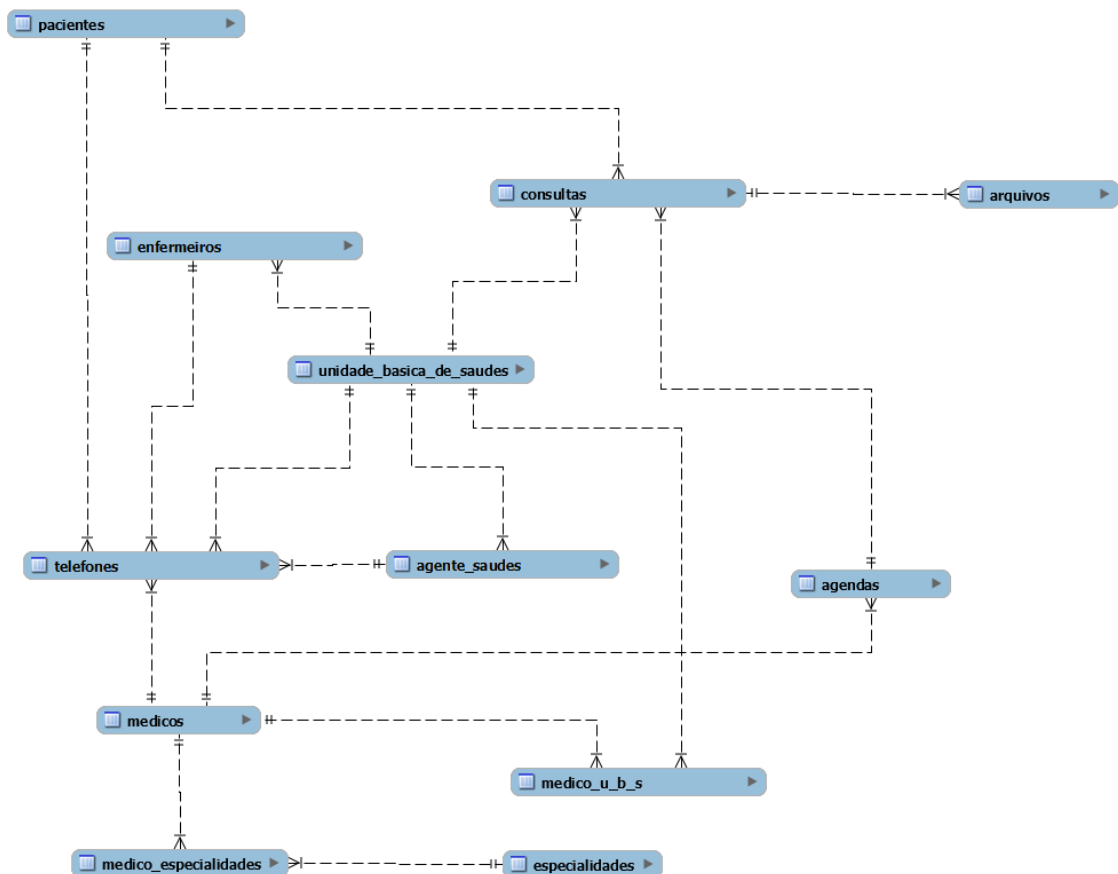 pacientes
consultas
arquivos
enfermeiros
unidade_basica_de_saudes
telefones
agente_saudes
agendas
medicos
medico_u_b_s
medico_especialidades
especialidades